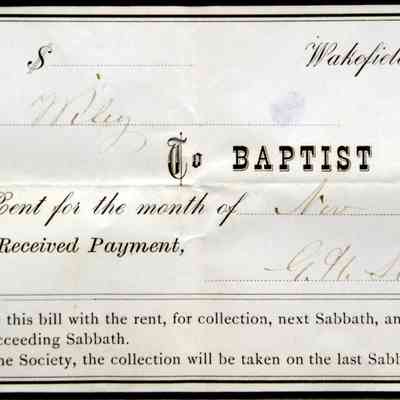 $ Wakefield
Wiley
To BAPTIST
Rent for the month of Nov
Received Payment,
G. H. S
this bill with the rent, for collection, next Sabbath, an
cceeding Sabbath.
he Society, the collection will be taken on the last Sabb